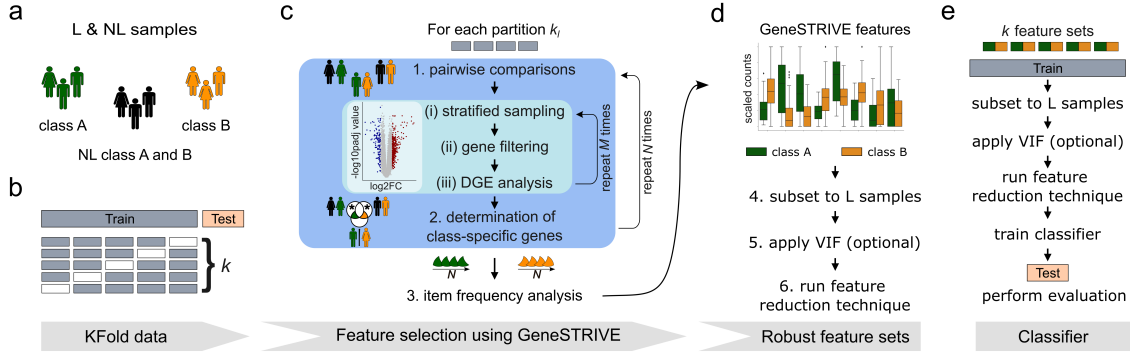 a
L & NL samples
class A
class B
NL class A and B
b
Train
Test
k
KFold data
c
For each partition kᵢ
1. pairwise comparisons
(i) stratified sampling
(ii) gene filtering
(iii) DGE analysis
-log10padj value
log2FC
repeat M times
repeat N times
* *
2. determination of
class-specific genes
N
N
3. item frequency analysis
Feature selection using GeneSTRIVE
d
GeneSTRIVE features
scaled counts
class A
class B
4. subset to L samples
5. apply VIF (optional)
6. run feature
reduction technique
Robust feature sets
e
k feature sets
Train
subset to L samples
apply VIF (optional)
run feature
reduction technique
train classifier
Test
perform evaluation
Classifier